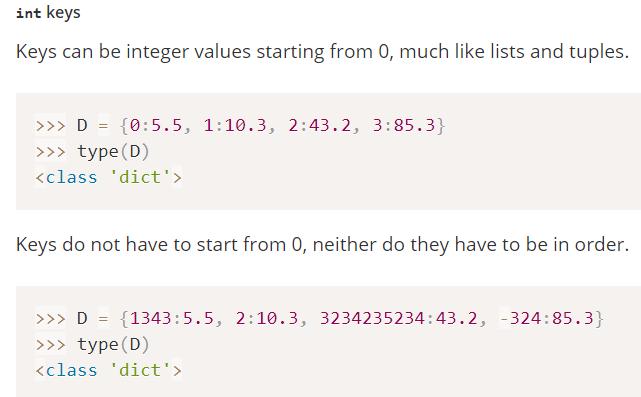 int keys
Keys can be integer values starting from 0, much like lists and tuples.
>>> D = {0:5.5, 1:10.3, 2:43.2, 3:85.3}
>>> type(D)
<class 'dict'>
Keys do not have to start from 0, neither do they have to be in order.
>>> D = {1343:5.5, 2:10.3, 3234235234:43.2, -324:85.3}
>>> type(D)
<class 'dict'>